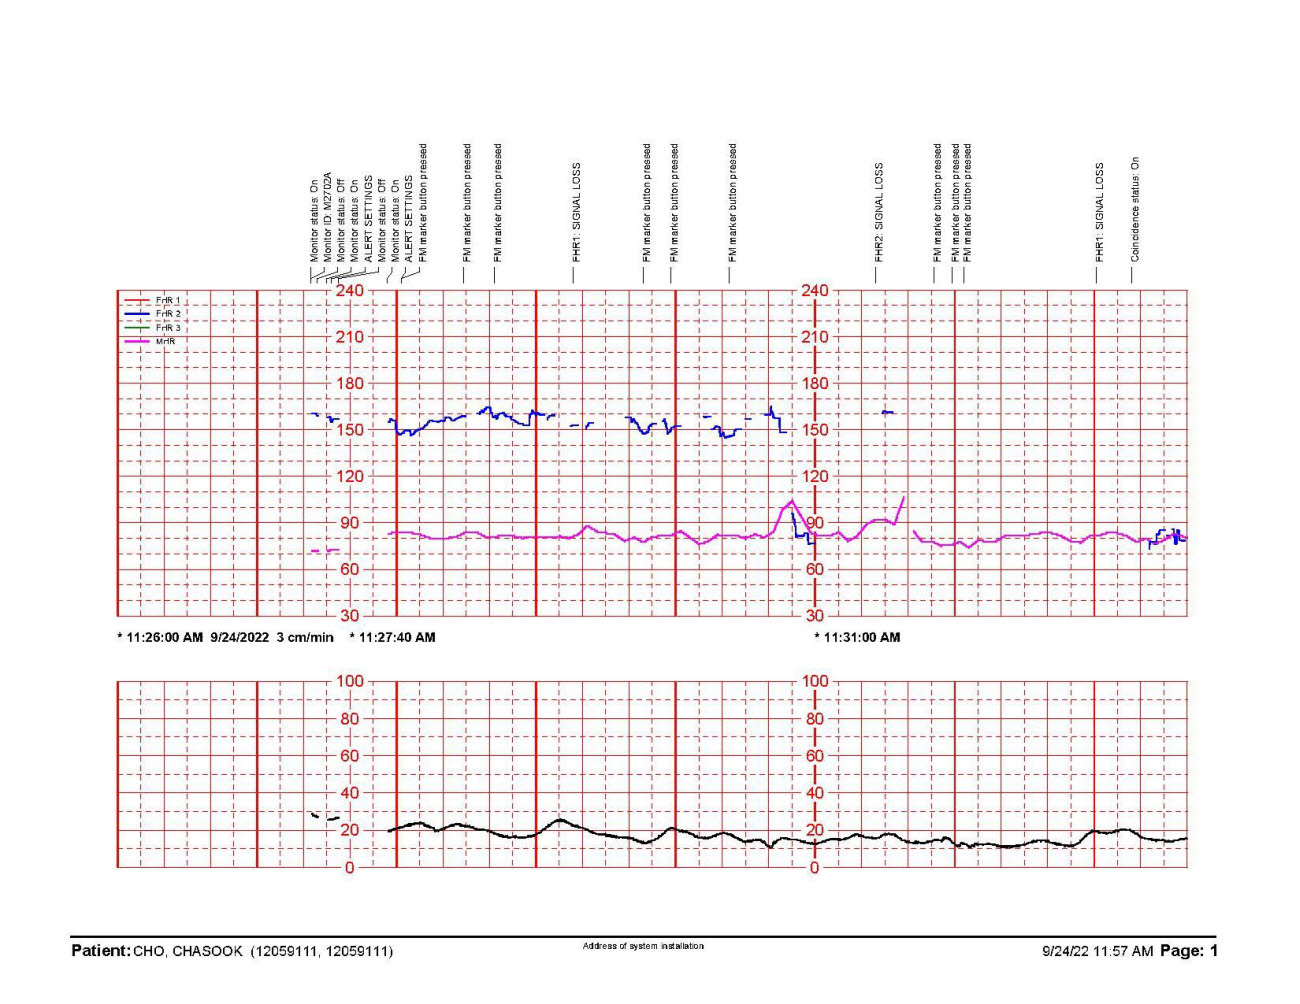 Monitor status: On
Monitor ID: M2702A
Monitor status: Off
Monitor status: On
ALERT SETTINGS
Monitor status: Off
Monitor status: On
ALERT SETTINGS
FM marker button pressed
FM marker button pressed
FM marker button pressed
FHR1: SIGNAL LOSS
FM marker button pressed
FM marker button pressed
FM marker button pressed
FHR2: SIGNAL LOSS
FM marker button pressed
FM marker button pressed
FM marker button pressed
FHR1: SIGNAL LOSS
Coincidence status: On
240 240
FHR 1
FHR 2
FHR 3
MHR
210 210
180 180
150 150
120 120
90 90
60 60
30 30
* 11:26:00 AM 9/24/2022 3 cm/min * 11:27:40 AM * 11:31:00 AM
100 100
80 80
60 60
40 40
20 20
0 0
Patient: CHO, CHASOOK (12059111, 12059111) Address of system installation 9/24/22 11:57 AM Page: 1